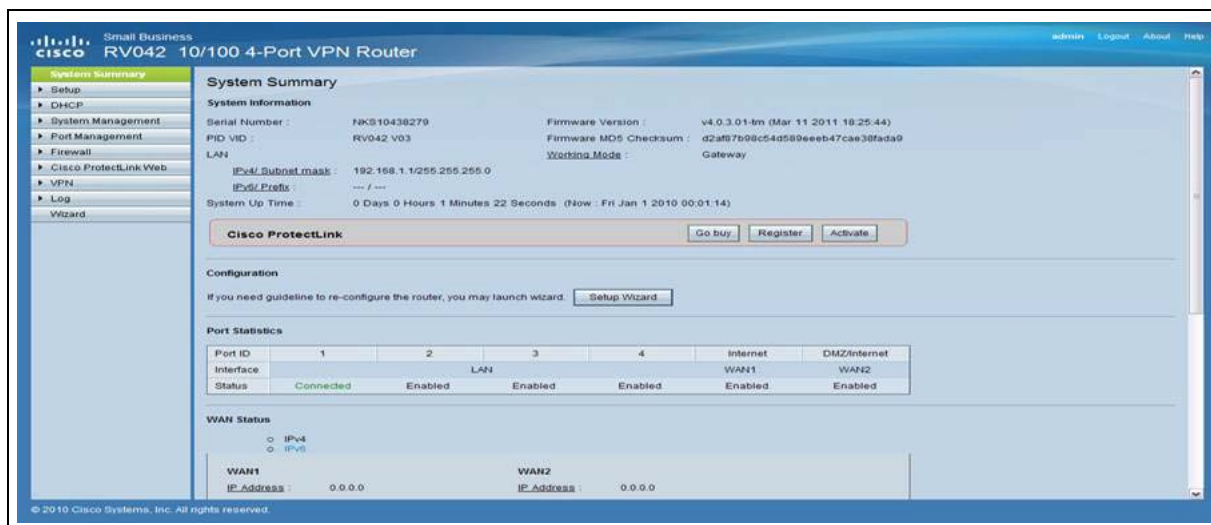 Small Business
cisco RV042 10/100 4-Port VPN Router
admin Logout About Help
System Summary
Setup
DHCP
System Management
Port Management
Firewall
Cisco ProtectLink Web
VPN
Log
Wizard
System Summary
System Information
Serial Number : NKS10438279 Firmware Version : v4.0.3.01-tm (Mar 11 2011 18:25:44)
PID VID : RV042 V03 Firmware MD5 Checksum : d2af87b98c54d589eeeb47cae38fada9
LAN Working Mode : Gateway
IPv4/ Subnet mask : 192.168.1.1/255.255.255.0
IPv6/ Prefix : --- / ---
System Up Time : 0 Days 0 Hours 1 Minutes 22 Seconds (Now : Fri Jan 1 2010 00:01:14)
Cisco ProtectLink Go buy Register Activate
Configuration
If you need guideline to re-configure the router, you may launch wizard. Setup Wizard
Port Statistics
Port ID 1 2 3 4 Internet DMZ/Internet
Interface LAN WAN1 WAN2
Status Connected Enabled Enabled Enabled Enabled Enabled
WAN Status
IPv4
IPv6
WAN1 WAN2
IP Address : 0.0.0.0 IP Address : 0.0.0.0
© 2010 Cisco Systems, Inc. All rights reserved.